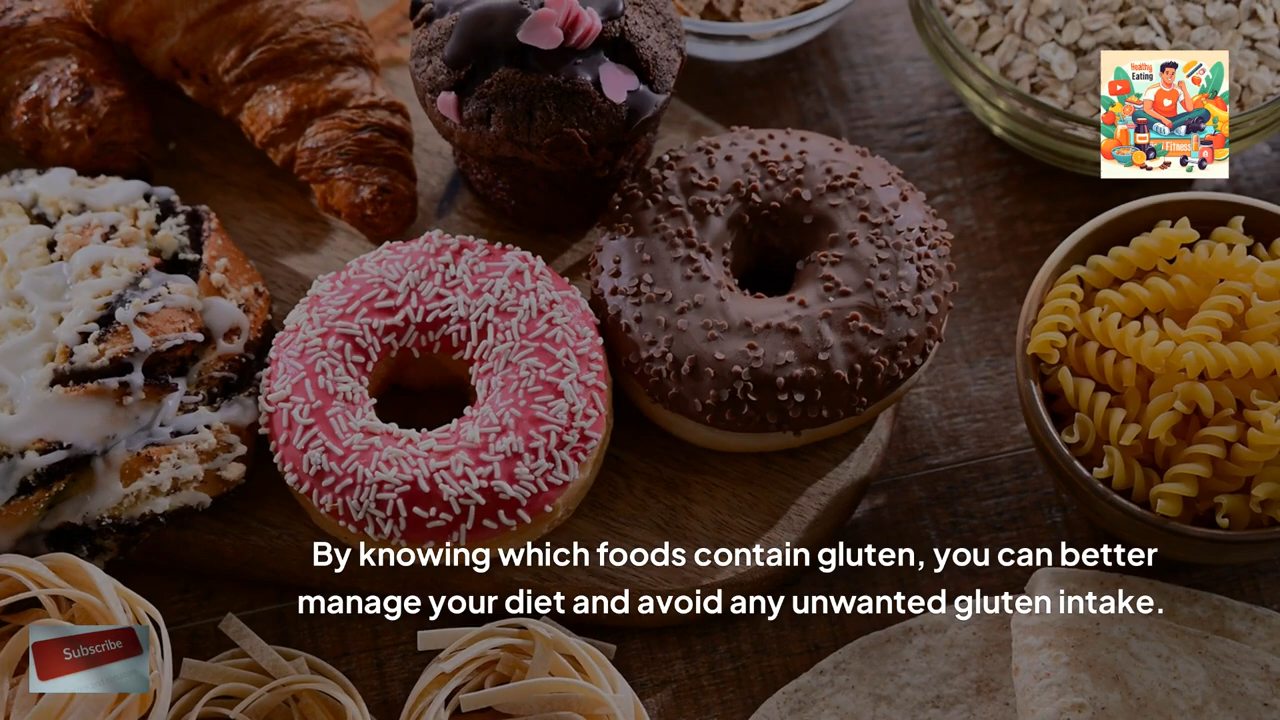 Healthy
Eating
Fitness
By knowing which foods contain gluten, you can better
manage your diet and avoid any unwanted gluten intake.
Subscribe